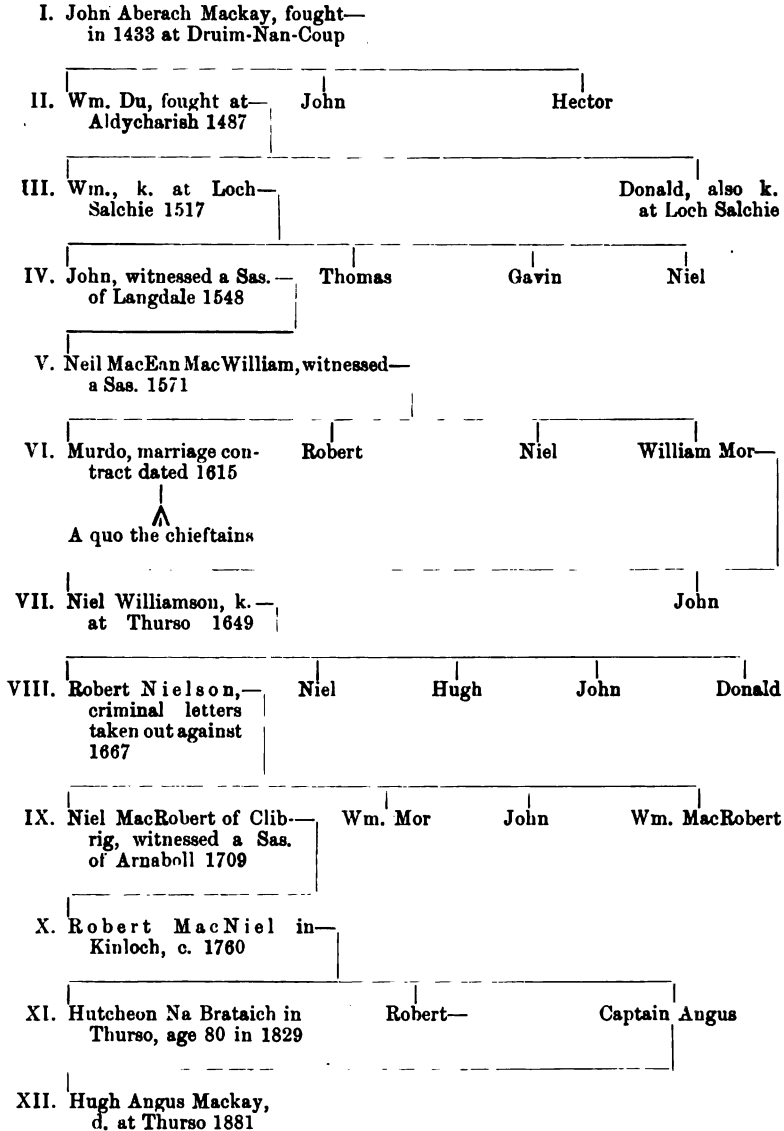 I. John Aberach Mackay, fought—
in 1433 at Druim-Nan-Coup
II. Wm. Du, fought at— John Hector
Aldycharish 1487
III. Wm., k. at Loch— Donald, also k.
Salchie 1517 at Loch Salchie
IV. John, witnessed a Sas.— Thomas Gavin Niel
of Langdale 1548
V. Neil MacEan MacWilliam, witnessed—
a Sas. 1571
VI. Murdo, marriage con- Robert Niel William Mor—
tract dated 1615
A quo the chieftains
VII. Niel Williamson, k.— John
at Thurso 1649
VIII. Robert Nielson,— Niel Hugh John Donald
criminal letters
taken out against
1667
IX. Niel MacRobert of Clib-— Wm. Mor John Wm. MacRobert
rig, witnessed a Sas.
of Arnaboll 1709
X. Robert MacNiel in—
Kinloch, c. 1760
XI. Hutcheon Na Brataich in Robert— Captain Angus
Thurso, age 80 in 1829
XII. Hugh Angus Mackay,
d. at Thurso 1881